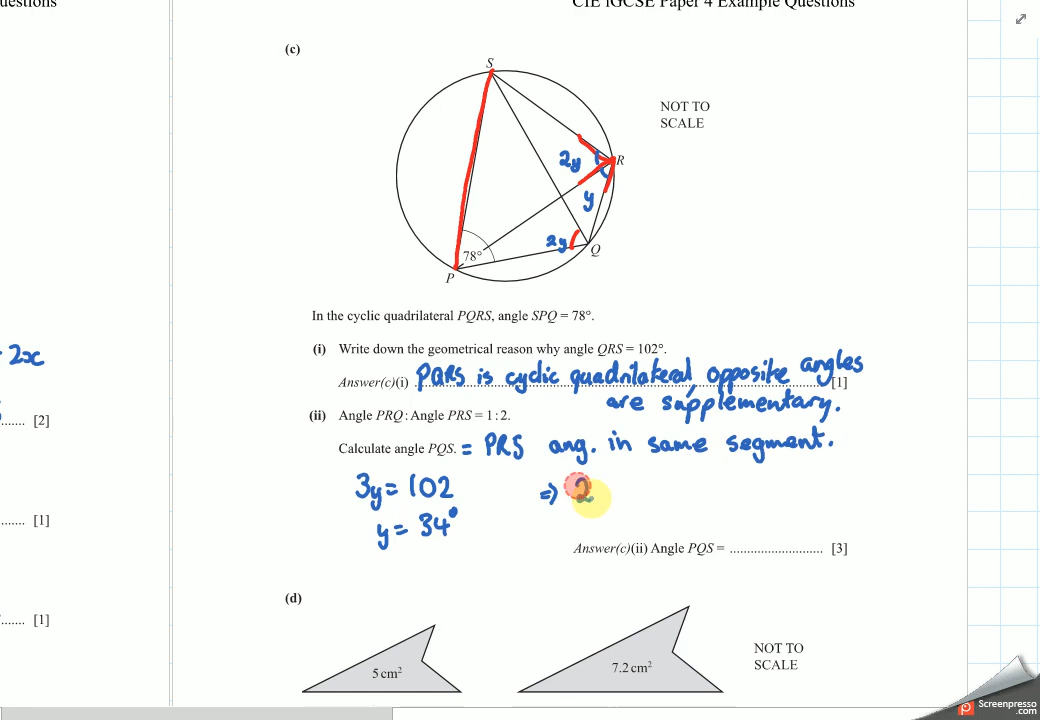 uestions
CIE IGCSE Paper 4 Example Questions
(c)
S
NOT TO
SCALE
2y
R
y
2y
Q
78°
P
In the cyclic quadrilateral PQRS, angle SPQ = 78°.
(i) Write down the geometrical reason why angle QRS = 102°.
= 2x
Answer(c)(i) PQRS is cyclic quadrilateral, opposite angles [1]
are supplementary.
....... [2]
(ii) Angle PRQ : Angle PRS = 1 : 2.
Calculate angle PQS. = PRS ang. in same segment.
3y = 102 => 2
y = 34°
....... [1]
Answer(c)(ii) Angle PQS = ........................... [3]
(d)
....... [1]
5 cm²
7.2 cm²
NOT TO
SCALE
Screenpresso
.com